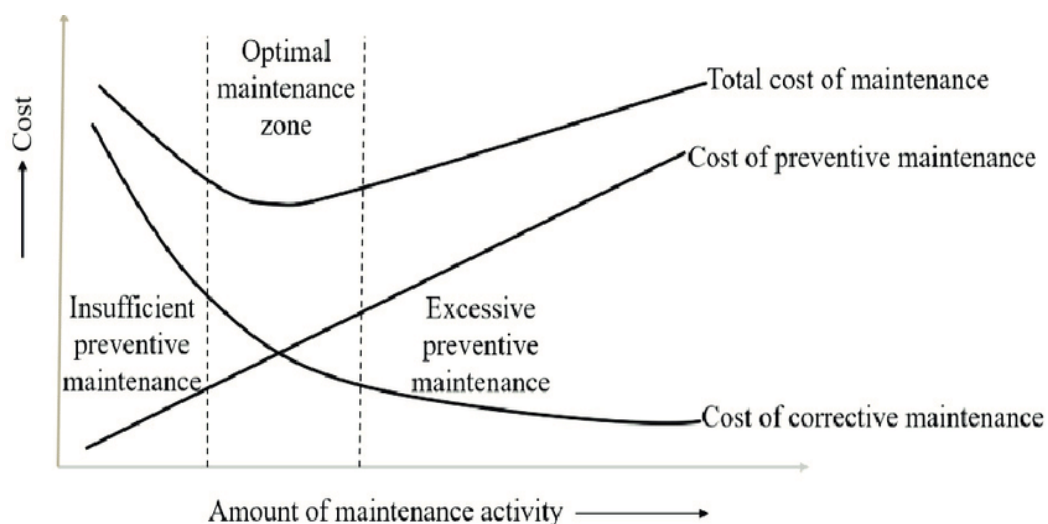 Optimal
maintenance
zone
Cost
Total cost of maintenance
Cost of preventive maintenance
Insufficient
preventive
maintenance
Excessive
preventive
maintenance
Cost of corrective maintenance
Amount of maintenance activity